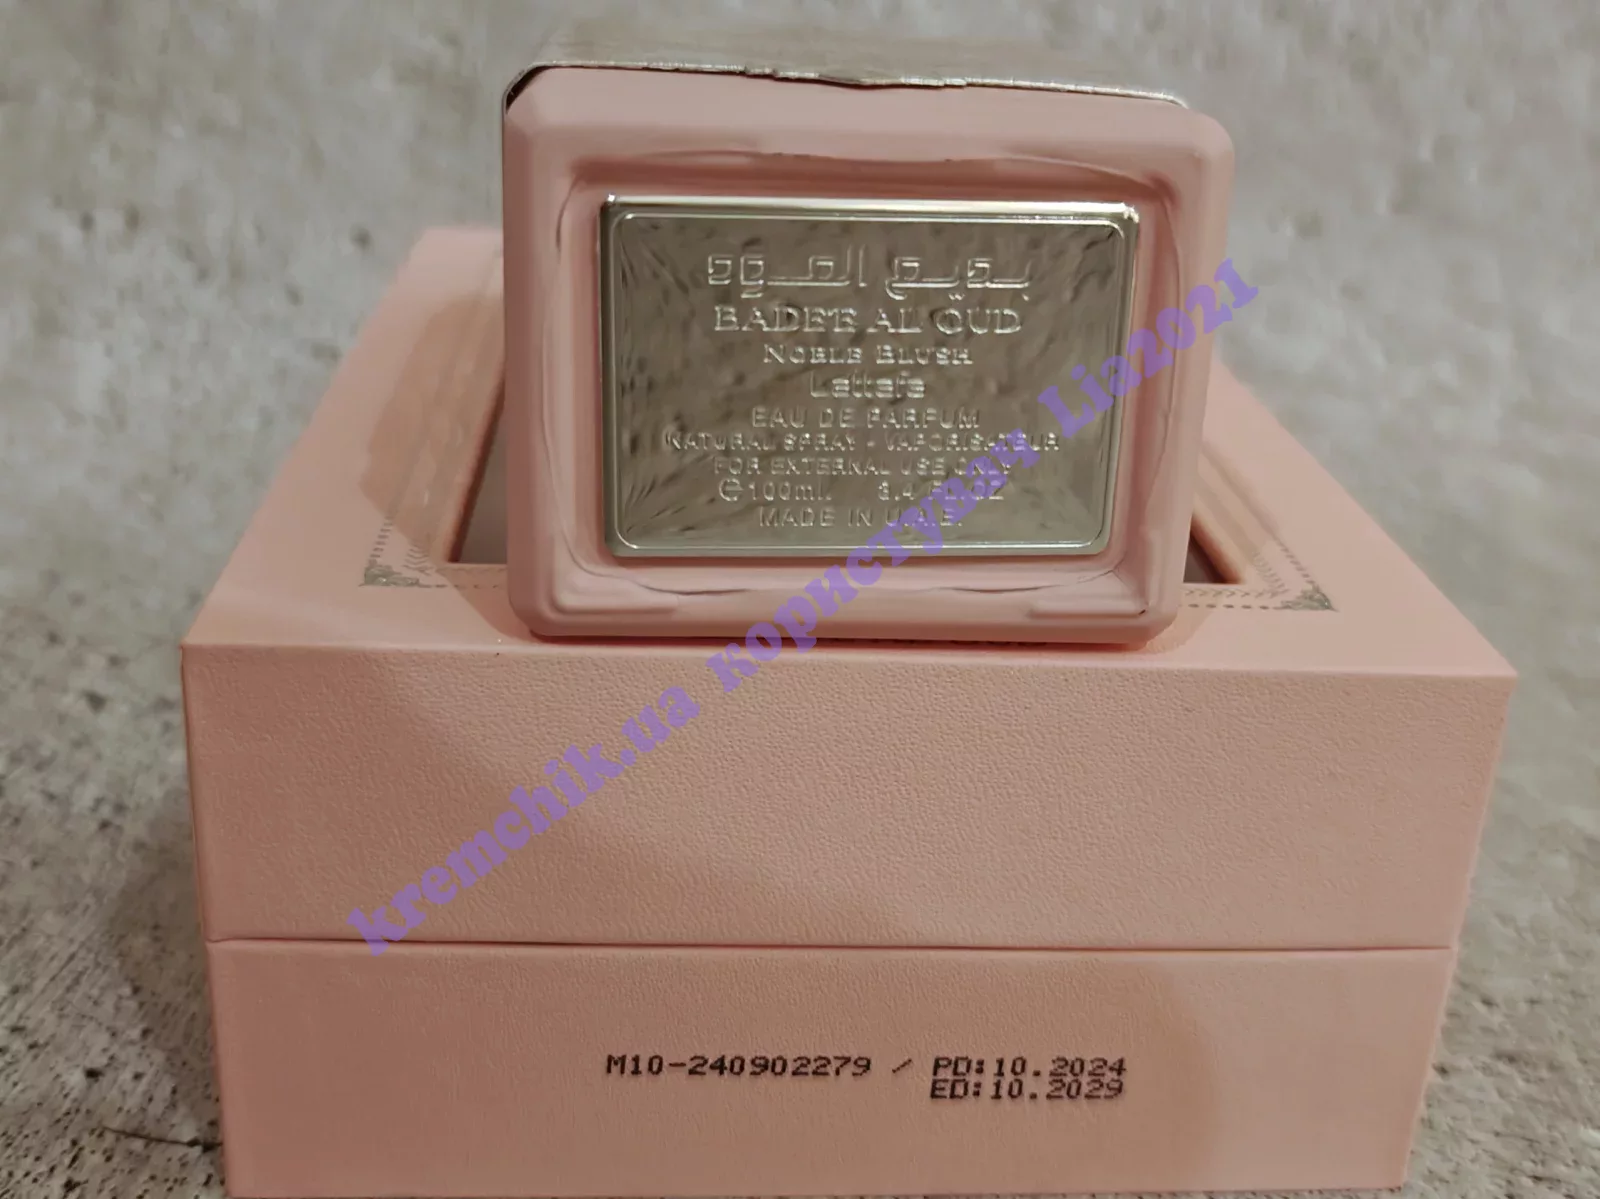 بديع العود
BADE'E AL OUD
NOBLE BLUSH
Lattafa
EAU DE PARFUM
NATURAL SPRAY - VAPORISATEUR
FOR EXTERNAL USE ONLY
℮100ml. 3.4 FL.OZ
MADE IN U.A.E.
kremchik.ua користувач Lia2021
M10-240902279 / PD:10.2024
ED:10.2029